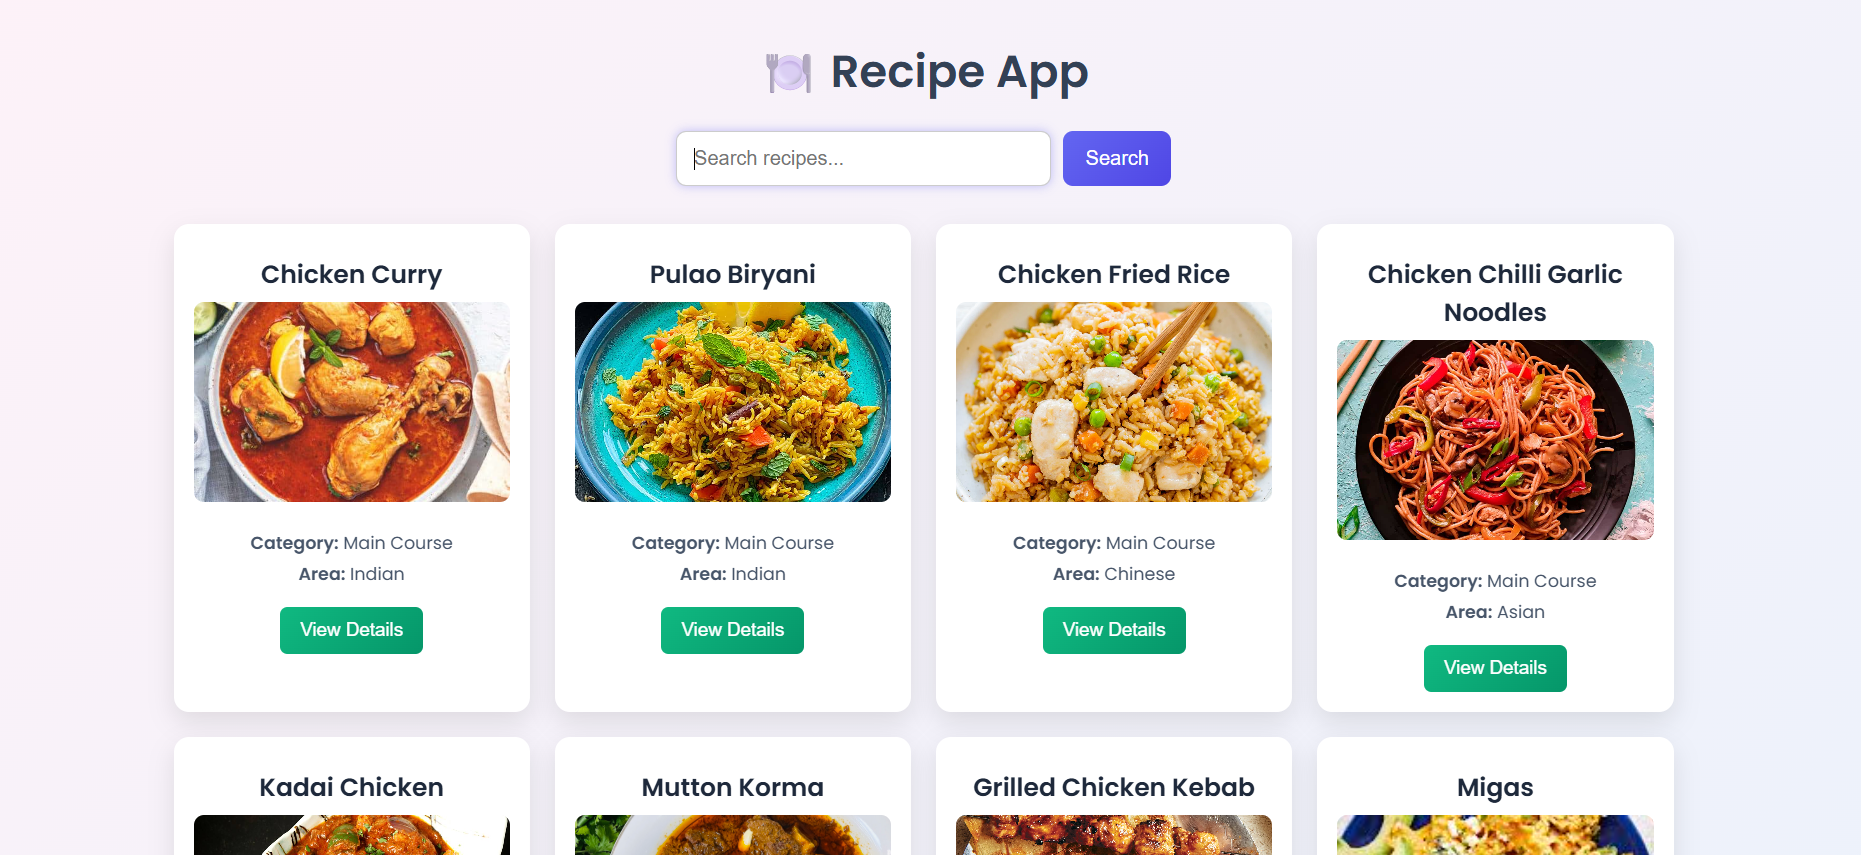 Recipe App
Search recipes...
Search
Chicken Curry
Category: Main Course
Area: Indian
View Details
Pulao Biryani
Category: Main Course
Area: Indian
View Details
Chicken Fried Rice
Category: Main Course
Area: Chinese
View Details
Chicken Chilli Garlic
Noodles
Category: Main Course
Area: Asian
View Details
Kadai Chicken
Mutton Korma
Grilled Chicken Kebab
Migas